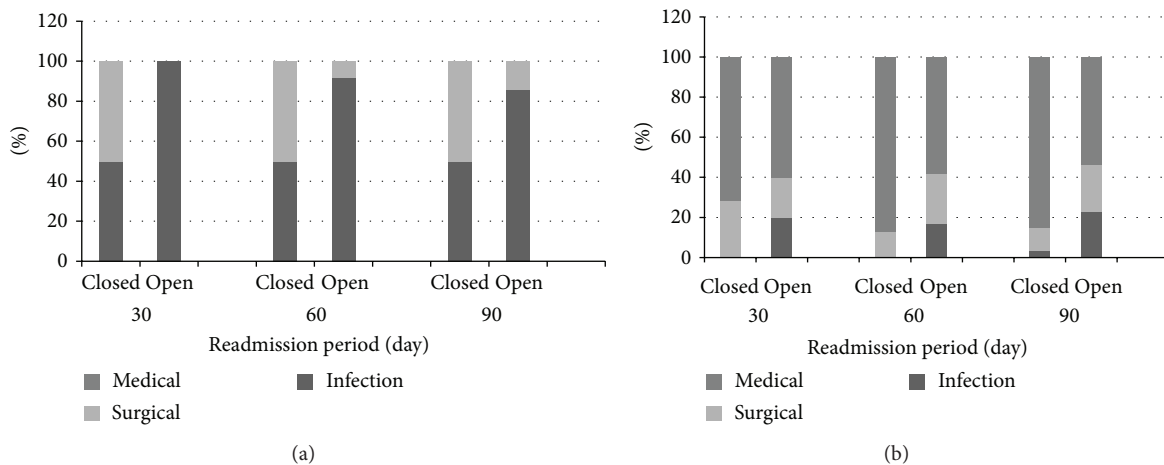 120
100
80
60
40
20
0
(%)
Closed Open Closed Open Closed Open
30 60 90
Readmission period (day)
Medical Infection
Surgical
(a)
120
100
80
60
40
20
0
(%)
Closed Open Closed Open Closed Open
30 60 90
Readmission period (day)
Medical Infection
Surgical
(b)